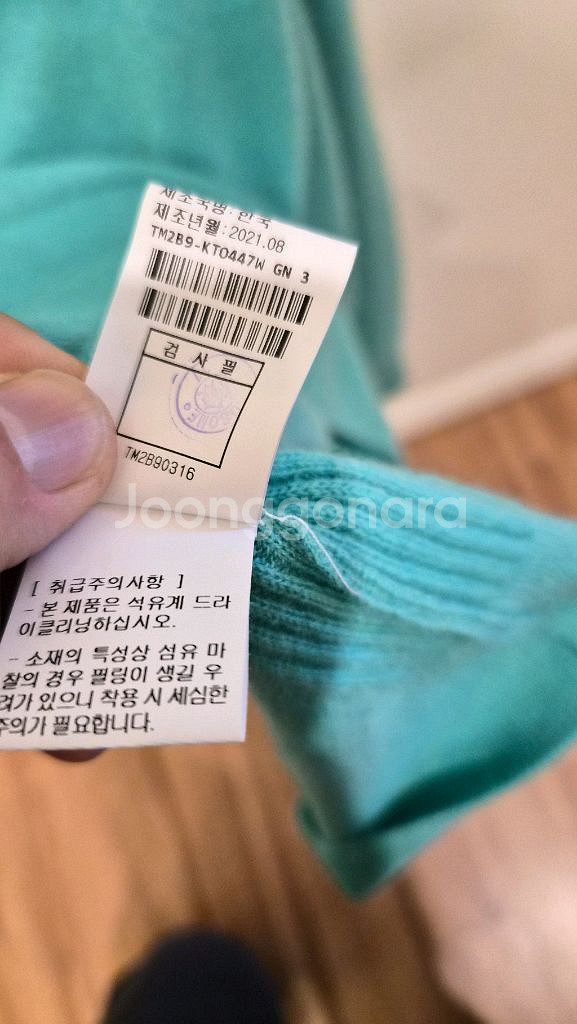 제조국명:한국
제조년월:2021.08
TM2B9-KT0447W GN 3
검 사 필
TM2B90316
Joonggonara
[ 취급주의사항 ]
- 본 제품은 석유계 드라
이클리닝하십시오.
- 소재의 특성상 섬유 마
찰의 경우 필링이 생길 우
려가 있으니 착용 시 세심한
주의가 필요합니다.